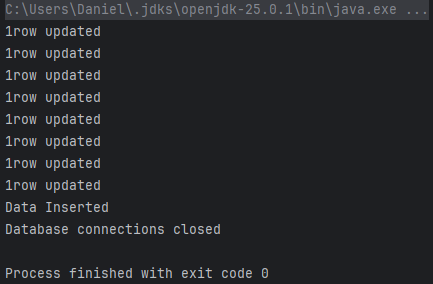 C:\Users\Daniel\.jdks\openjdk-25.0.1\bin\java.exe ...
1row updated
1row updated
1row updated
1row updated
1row updated
1row updated
1row updated
1row updated
Data Inserted
Database connections closed
Process finished with exit code 0